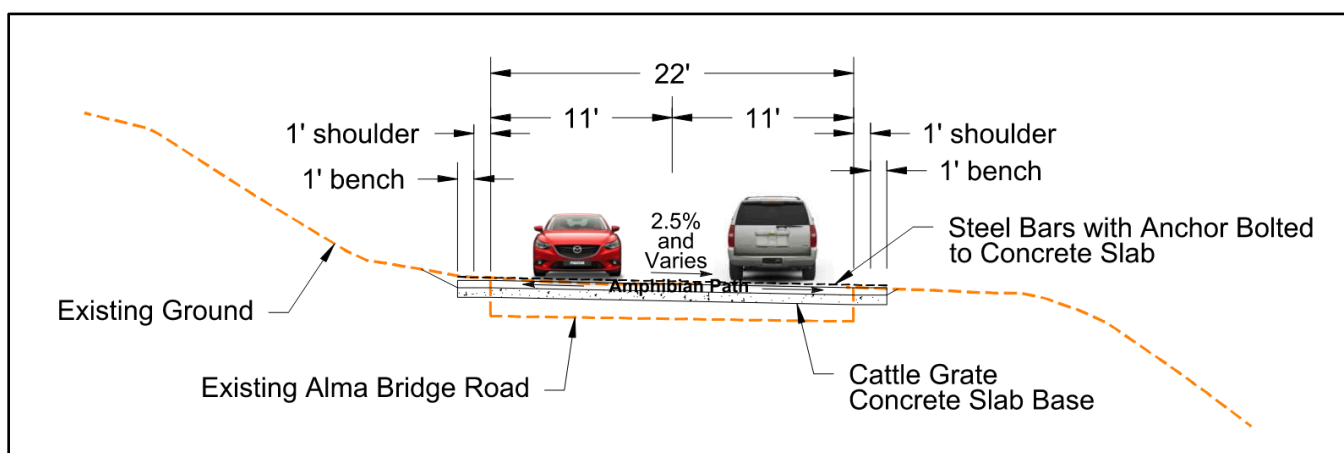 22'
11'
11'
1' shoulder
1' shoulder
1' bench
1' bench
2.5%
and
Varies
Steel Bars with Anchor Bolted
to Concrete Slab
Amphibian Path
Existing Ground
Existing Alma Bridge Road
Cattle Grate
Concrete Slab Base